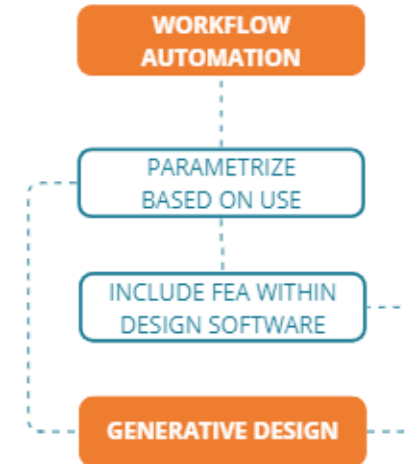 WORKFLOW
AUTOMATION
PARAMETRIZE
BASED ON USE
INCLUDE FEA WITHIN
DESIGN SOFTWARE
GENERATIVE DESIGN